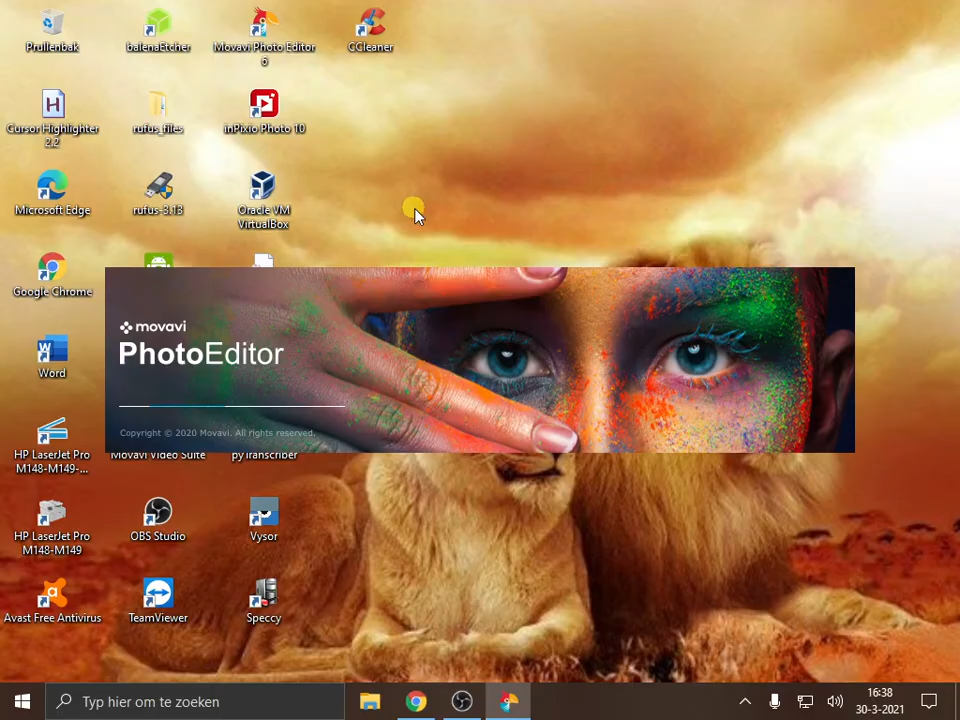 Prullenbak
balenaEtcher
Movavi Photo Editor
6
CCleaner
Cursor Highlighter
2.2
rufus_files
inPixio Photo 10
Microsoft Edge
rufus-3.13
Oracle VM
VirtualBox
Google Chrome
movavi
PhotoEditor
Copyright © 2020 Movavi. All rights reserved.
Word
HP LaserJet Pro
M148-M149-...
Movavi Video Suite
pyTranscriber
HP LaserJet Pro
M148-M149
OBS Studio
Vysor
Avast Free Antivirus
TeamViewer
Speccy
Typ hier om te zoeken
16:38
30-3-2021